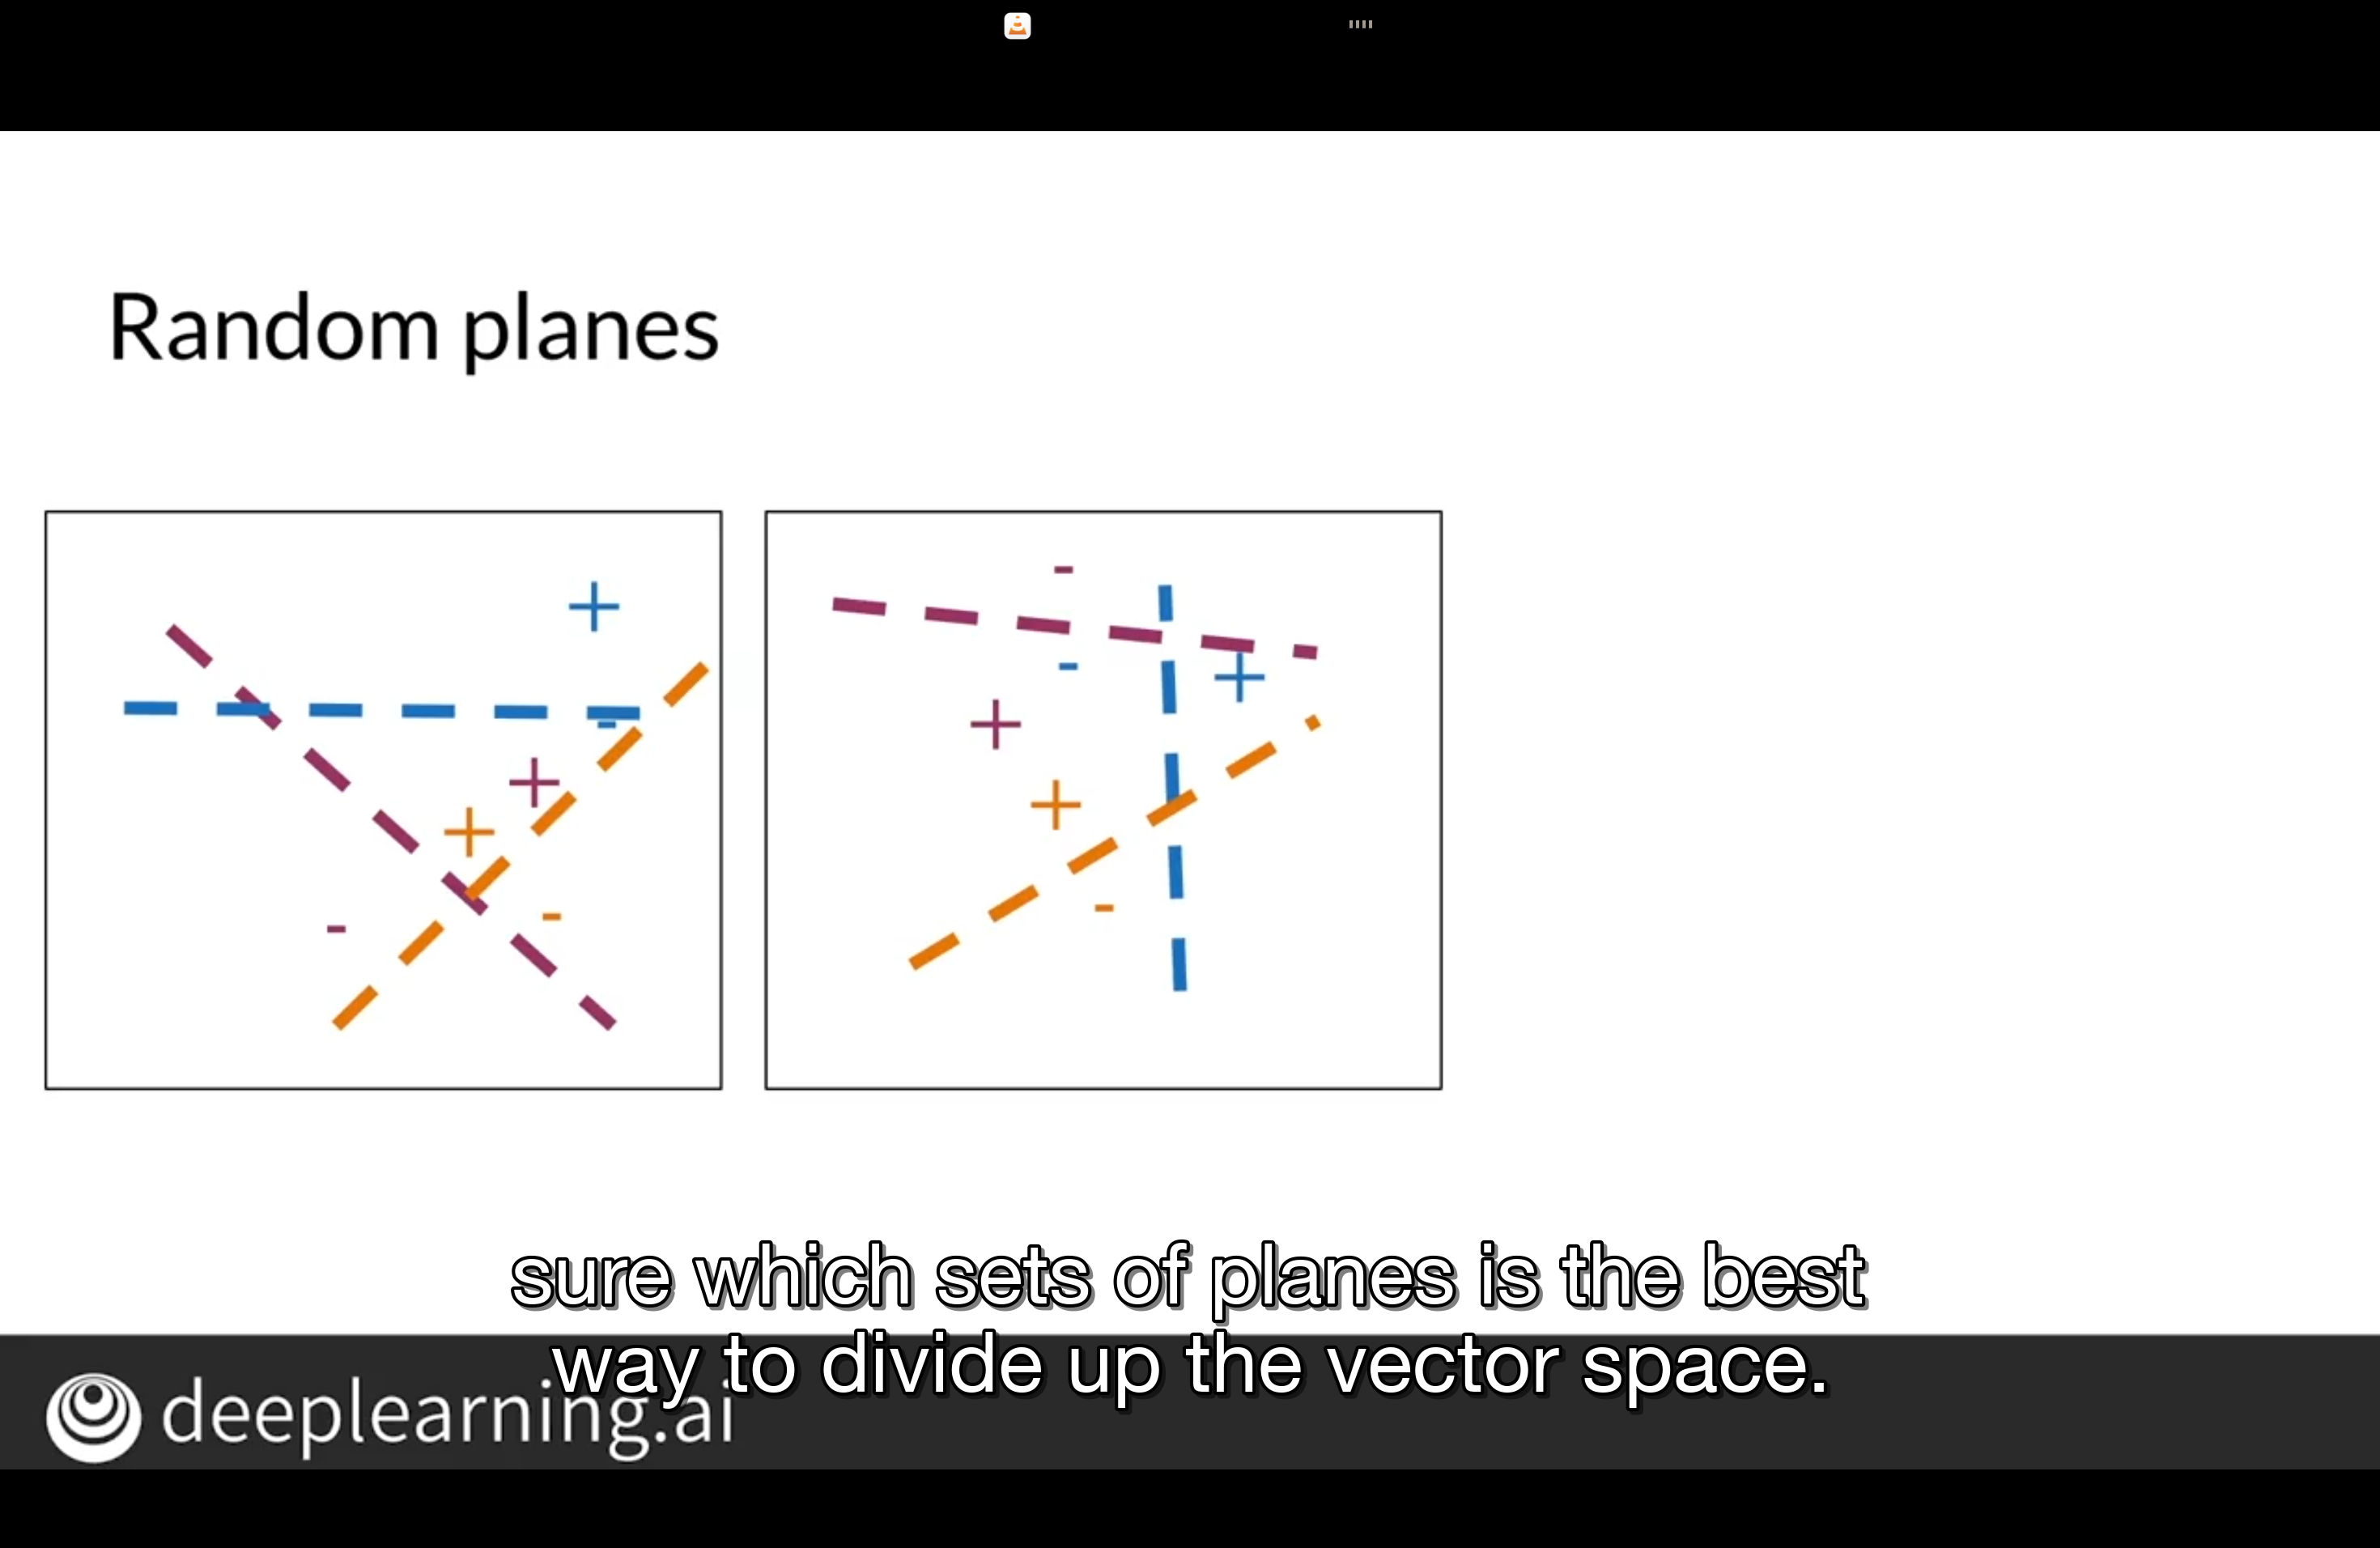 Random planes
sure which sets of planes is the best
way to divide up the vector space.
deeplearning.ai